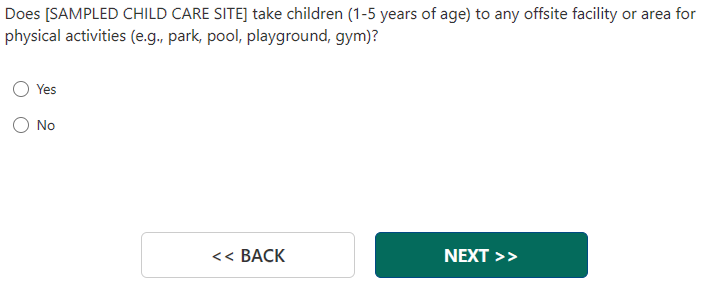 Does [SAMPLED CHILD CARE SITE] take children (1-5 years of age) to any offsite facility or area for
physical activities (e.g., park, pool, playground, gym)?
Yes
No
<< BACK
NEXT >>